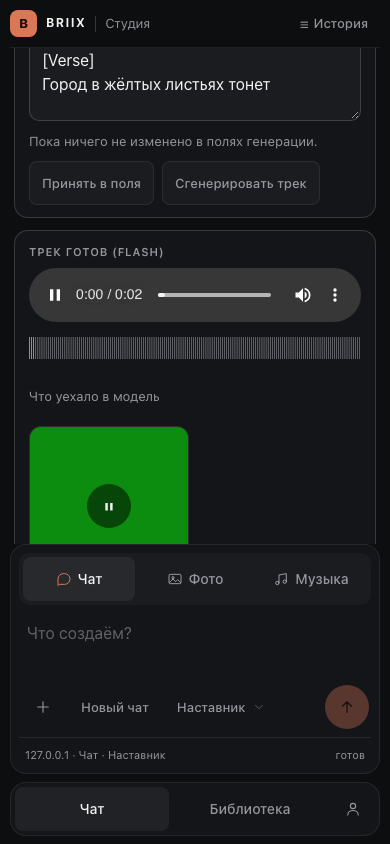 B BRIIX Студия ≡ История
[Verse]
Город в жёлтых листьях тонет
Пока ничего не изменено в полях генерации.
Принять в поля Сгенерировать трек
ТРЕК ГОТОВ (FLASH)
0:00 / 0:02
Что уехало в модель
Чат Фото Музыка
Что создаём?
Новый чат Наставник
127.0.0.1 · Чат · Наставник готов
Чат Библиотека